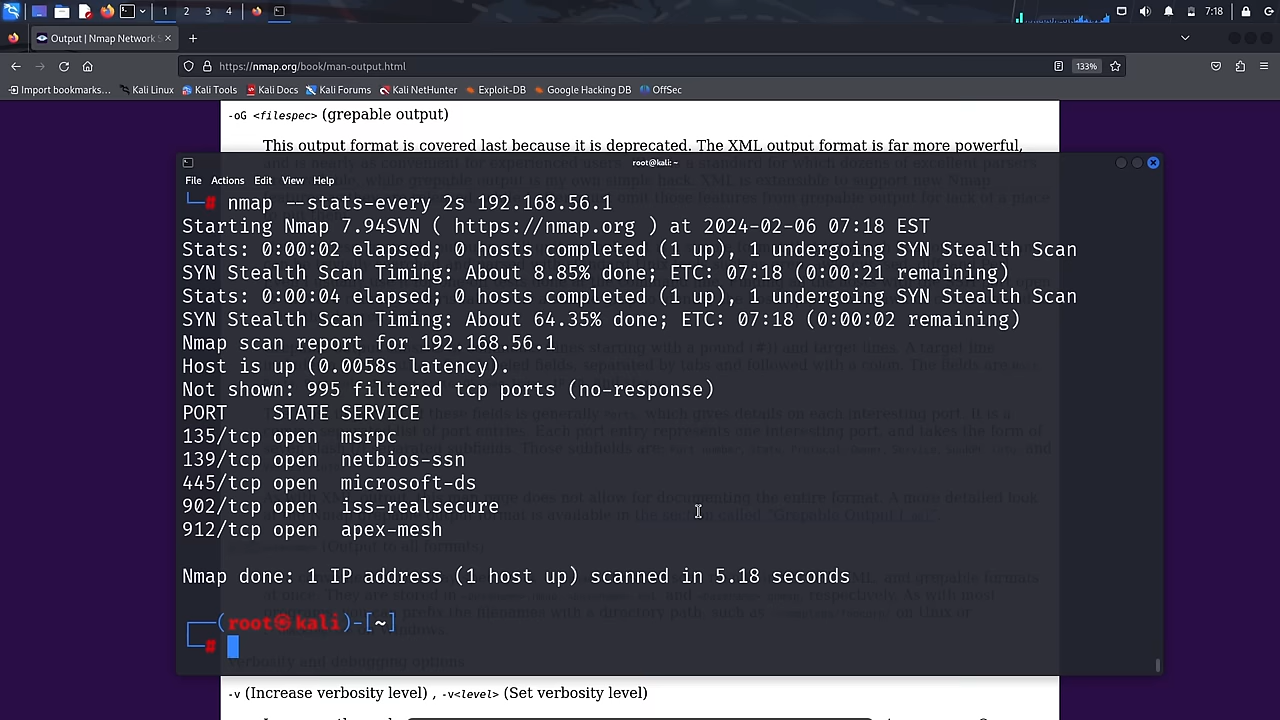 1 2 3 4 7:18
Output | Nmap Network S
https://nmap.org/book/man-output.html 133%
Import bookmarks... Kali Linux Kali Tools Kali Docs Kali Forums Kali NetHunter Exploit-DB Google Hacking DB OffSec
-oG <filespec> (grepable output)
This output format is covered last because it is deprecated. The XML output format is far more powerful,
root@kali: ~
File Actions Edit View Help
└─# nmap --stats-every 2s 192.168.56.1
Starting Nmap 7.94SVN ( https://nmap.org ) at 2024-02-06 07:18 EST
Stats: 0:00:02 elapsed; 0 hosts completed (1 up), 1 undergoing SYN Stealth Scan
SYN Stealth Scan Timing: About 8.85% done; ETC: 07:18 (0:00:21 remaining)
Stats: 0:00:04 elapsed; 0 hosts completed (1 up), 1 undergoing SYN Stealth Scan
SYN Stealth Scan Timing: About 64.35% done; ETC: 07:18 (0:00:02 remaining)
Nmap scan report for 192.168.56.1
Host is up (0.0058s latency).
Not shown: 995 filtered tcp ports (no-response)
PORT STATE SERVICE
135/tcp open msrpc
139/tcp open netbios-ssn
445/tcp open microsoft-ds
902/tcp open iss-realsecure
912/tcp open apex-mesh
Nmap done: 1 IP address (1 host up) scanned in 5.18 seconds
┌──(root㉿kali)-[~]
└─#
Verbosity and debugging options
-v (Increase verbosity level) , -v<level> (Set verbosity level)